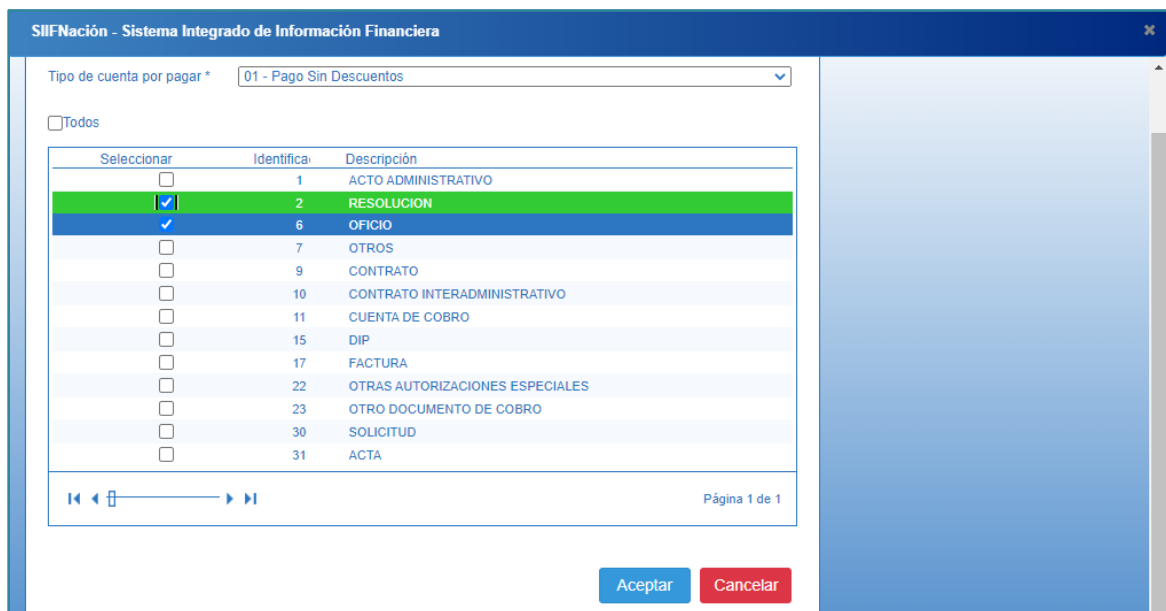 SIIFNación - Sistema Integrado de Información Financiera
Tipo de cuenta por pagar * 01 - Pago Sin Descuentos
Todos
Seleccionar Identifica Descripción
1 ACTO ADMINISTRATIVO
2 RESOLUCION
6 OFICIO
7 OTROS
9 CONTRATO
10 CONTRATO INTERADMINISTRATIVO
11 CUENTA DE COBRO
15 DIP
17 FACTURA
22 OTRAS AUTORIZACIONES ESPECIALES
23 OTRO DOCUMENTO DE COBRO
30 SOLICITUD
31 ACTA
Página 1 de 1
Aceptar Cancelar